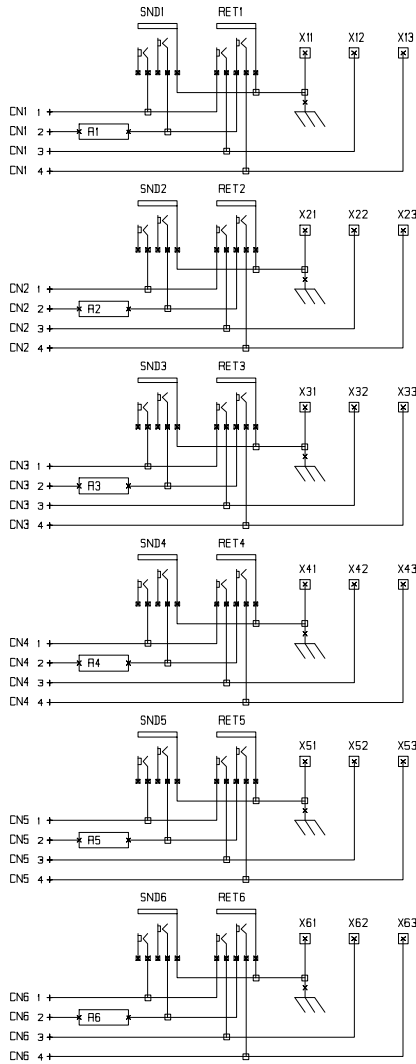 SND1 RET1 X11 X12 X13
CN1 1
CN1 2 R1
CN1 3
CN1 4
SND2 RET2 X21 X22 X23
CN2 1
CN2 2 R2
CN2 3
CN2 4
SND3 RET3 X31 X32 X33
CN3 1
CN3 2 R3
CN3 3
CN3 4
SND4 RET4 X41 X42 X43
CN4 1
CN4 2 R4
CN4 3
CN4 4
SND5 RET5 X51 X52 X53
CN5 1
CN5 2 R5
CN5 3
CN5 4
SND6 RET6 X61 X62 X63
CN6 1
CN6 2 R6
CN6 3
CN6 4